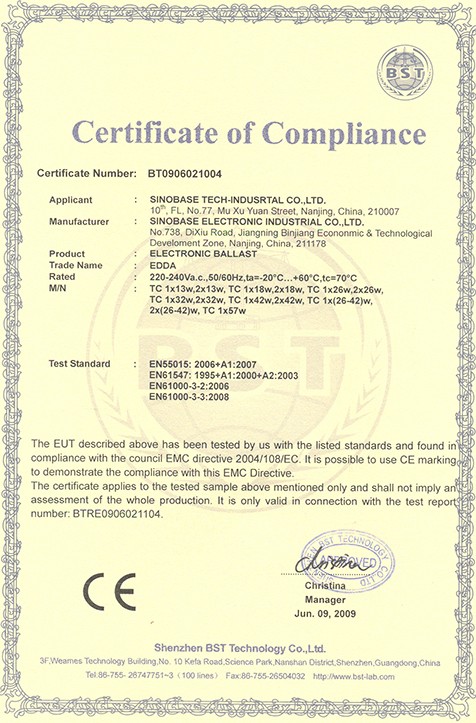 BST
Certificate of Compliance
Certificate Number: BT0906021004
Applicant : SINOBASE TECH-INDUSRTAL CO.,LTD.
10th, FL, No.77, Mu Xu Yuan Street, Nanjing, China, 210007
Manufacturer : SINOBASE ELECTRONIC INDUSTRIAL CO.,LTD.
No.738, DiXiu Road, Jiangning Binjiang Econonmic & Technological
Develoment Zone, Nanjing, China, 211178
Product : ELECTRONIC BALLAST
Trade Name : EDDA
Rated : 220-240Va.c.,50/60Hz,ta=-20°C…+60°C,tc=70°C
M/N : TC 1x13w,2x13w, TC 1x18w,2x18w, TC 1x26w,2x26w,
TC 1x32w,2x32w, TC 1x42w,2x42w, TC 1x(26-42)w,
2x(26-42)w, TC 1x57w
BST
Test Standard : EN55015: 2006+A1:2007
EN61547: 1995+A1:2000+A2:2003
EN61000-3-2:2006
EN61000-3-3:2008
The EUT described above has been tested by us with the listed standards and found in
compliance with the council EMC directive 2004/108/EC. It is possible to use CE marking
to demonstrate the compliance with this EMC Directive.
The certificate applies to the tested sample above mentioned only and shall not imply an
assessment of the whole production. It is only valid in connection with the test report
number: BTRE0906021104.
CE
BST TECHNOLOGY CO.LTD
APPROVED
Christina
Christina
Manager
Jun. 09, 2009
Shenzhen BST Technology Co.,Ltd.
3F,Weames Technology Building,No. 10 Kefa Road.Science Park,Nanshan District,Shenzhen,Guangdong,China
Tel:86-755- 26747751~3 (100 lines) Fax:86-755-26504032 http://www.bst-lab.com